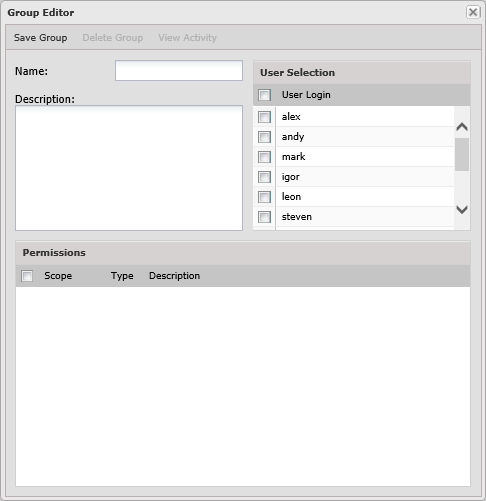 Group Editor
Save Group Delete Group View Activity
Name:
Description:
User Selection
User Login
alex
andy
mark
igor
leon
steven
Permissions
Scope Type Description